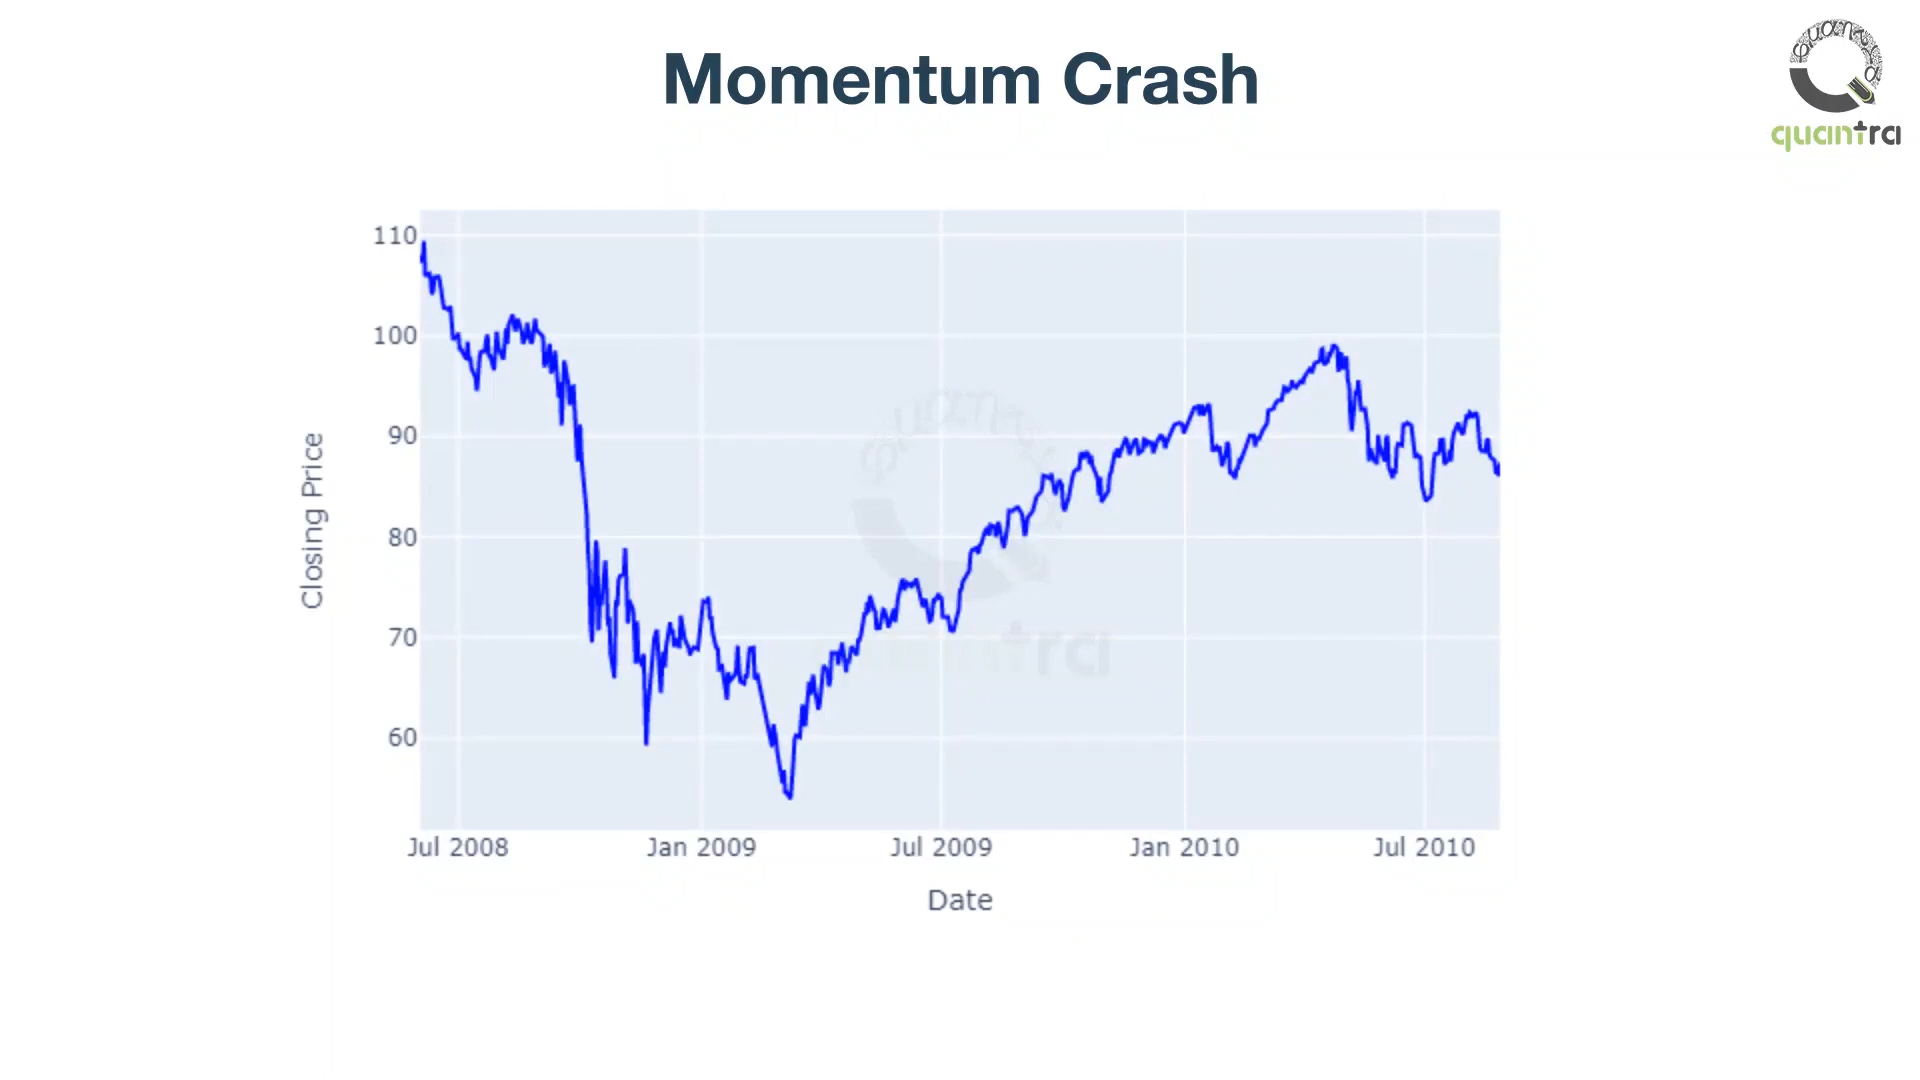 Momentum Crash
quantra
110
100
90
80
70
60
Closing Price
Jul 2008 Jan 2009 Jul 2009 Jan 2010 Jul 2010
Date